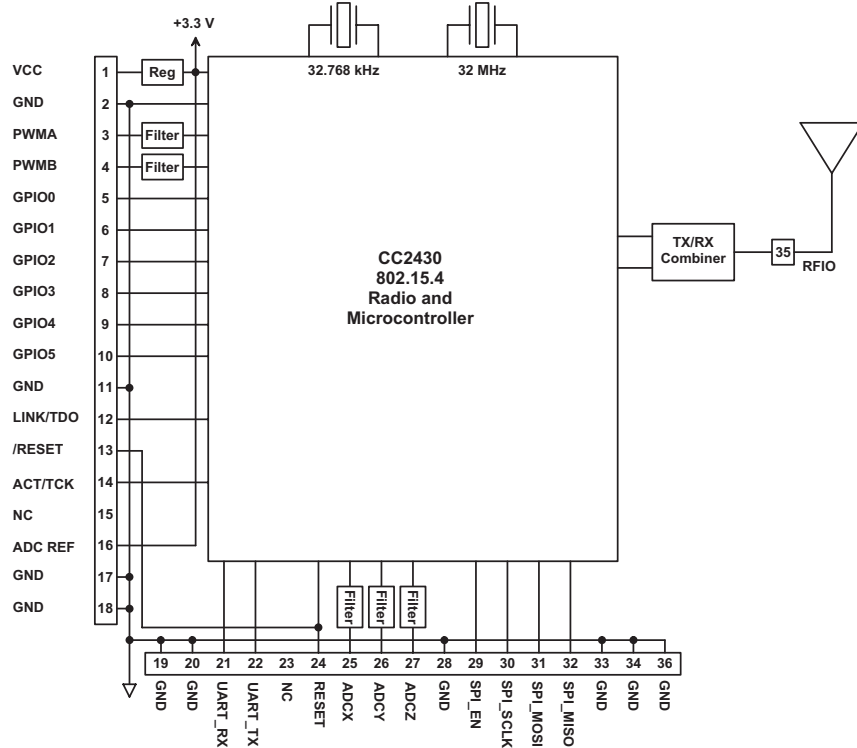 +3.3 V
32.768 kHz
32 MHz
VCC 1 Reg
GND 2
PWMA 3 Filter
PWMB 4 Filter
GPIO0 5
GPIO1 6
GPIO2 7
GPIO3 8
GPIO4 9
GPIO5 10
GND 11
LINK/TDO 12
/RESET 13
ACT/TCK 14
NC 15
ADC REF 16
GND 17
GND 18
CC2430
802.15.4
Radio and
Microcontroller
TX/RX
Combiner
35
RFIO
Filter
Filter
Filter
19 20 21 22 23 24 25 26 27 28 29 30 31 32 33 34 36
GND
GND
UART_RX
UART_TX
NC
RESET
ADCX
ADCY
ADCZ
GND
SPI_EN
SPI_SCLK
SPI_MOSI
SPI_MISO
GND
GND
GND